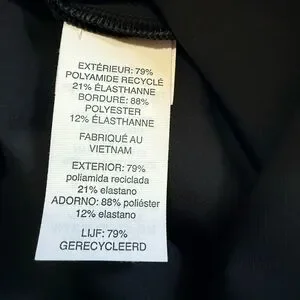 EXTÉRIEUR: 79%
POLYAMIDE RECYCLÉ
21% ÉLASTHANNE
BORDURE: 88%
POLYESTER
12% ÉLASTHANNE
FABRIQUÉ AU
VIETNAM
EXTERIOR: 79%
poliamida reciclada
21% elastano
ADORNO: 88% poliéster
12% elastano
LIJF: 79%
GERECYCLEERD